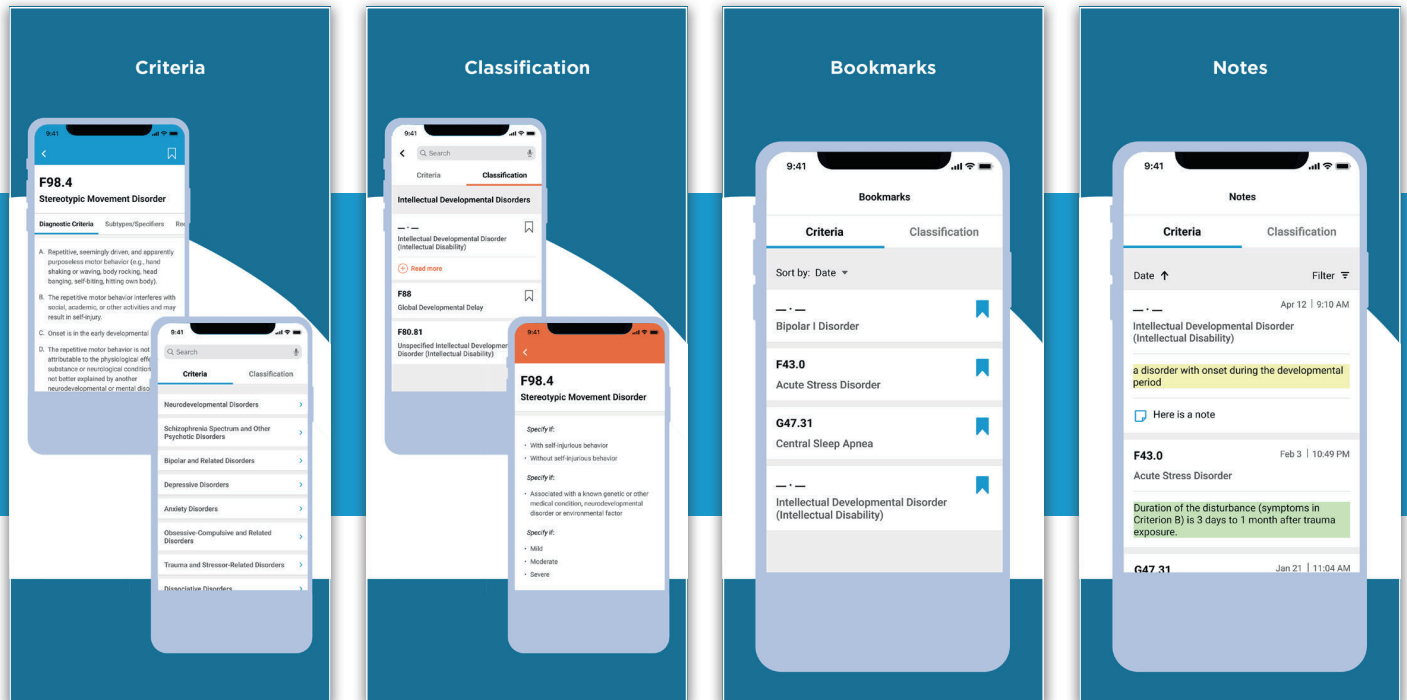 Criteria
9:41
F98.4
Stereotypic Movement Disorder
Diagnostic Criteria Subtypes/Specifiers Rec
A. Repetitive, seemingly driven, and apparently
purposeless motor behavior (e.g., hand
shaking or waving, body rocking, head
banging, self-biting, hitting own body).
B. The repetitive motor behavior interferes with
social, academic, or other activities and may
result in self-injury.
C. Onset is in the early developmental
D. The repetitive motor behavior is not
attributable to the physiological effe
substance or neurological condition
not better explained by another
neurodevelopmental or mental diso
9:41
Search
Criteria Classification
Neurodevelopmental Disorders
Schizophrenia Spectrum and Other
Psychotic Disorders
Bipolar and Related Disorders
Depressive Disorders
Anxiety Disorders
Obsessive-Compulsive and Related
Disorders
Trauma and Stressor-Related Disorders
Dissociative Disorders
Classification
9:41
Search
Criteria Classification
Intellectual Developmental Disorders
—.—
Intellectual Developmental Disorder
(Intellectual Disability)
Read more
F88
Global Developmental Delay
F80.81
Unspecified Intellectual Developmen
Disorder (Intellectual Disability)
9:41
F98.4
Stereotypic Movement Disorder
Specify if:
• With self-injurious behavior
• Without self-injurious behavior
Specify if:
• Associated with a known genetic or other
medical condition, neurodevelopmental
disorder or environmental factor
Specify if:
• Mild
• Moderate
• Severe
Bookmarks
9:41
Bookmarks
Criteria Classification
Sort by: Date
—.—
Bipolar I Disorder
F43.0
Acute Stress Disorder
G47.31
Central Sleep Apnea
—.—
Intellectual Developmental Disorder
(Intellectual Disability)
Notes
9:41
Notes
Criteria Classification
Date ↑ Filter
—.— Apr 12 | 9:10 AM
Intellectual Developmental Disorder
(Intellectual Disability)
a disorder with onset during the developmental
period
Here is a note
F43.0 Feb 3 | 10:49 PM
Acute Stress Disorder
Duration of the disturbance (symptoms in
Criterion B) is 3 days to 1 month after trauma
exposure.
G47.31 Jan 21 | 11:04 AM